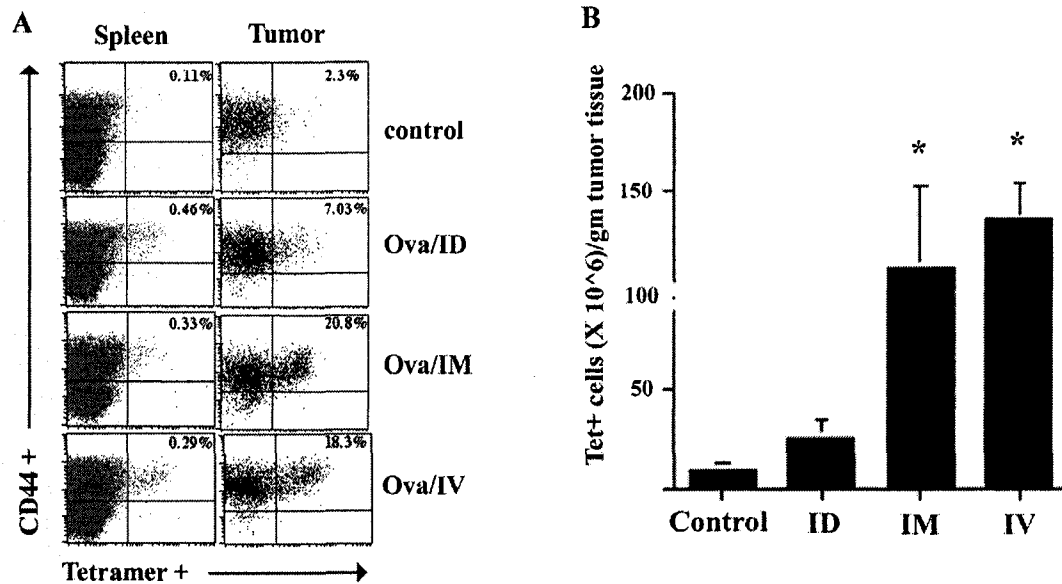 A
Spleen Tumor
0.11% 2.3%
control
0.46% 7.03%
Ova/ID
0.33% 20.8%
Ova/IM
0.29% 18.3%
Ova/IV
CD44 +
Tetramer +
B
Tet+ cells (X 10^6)/gm tumor tissue
200
150
100
50
* *
Control ID IM IV